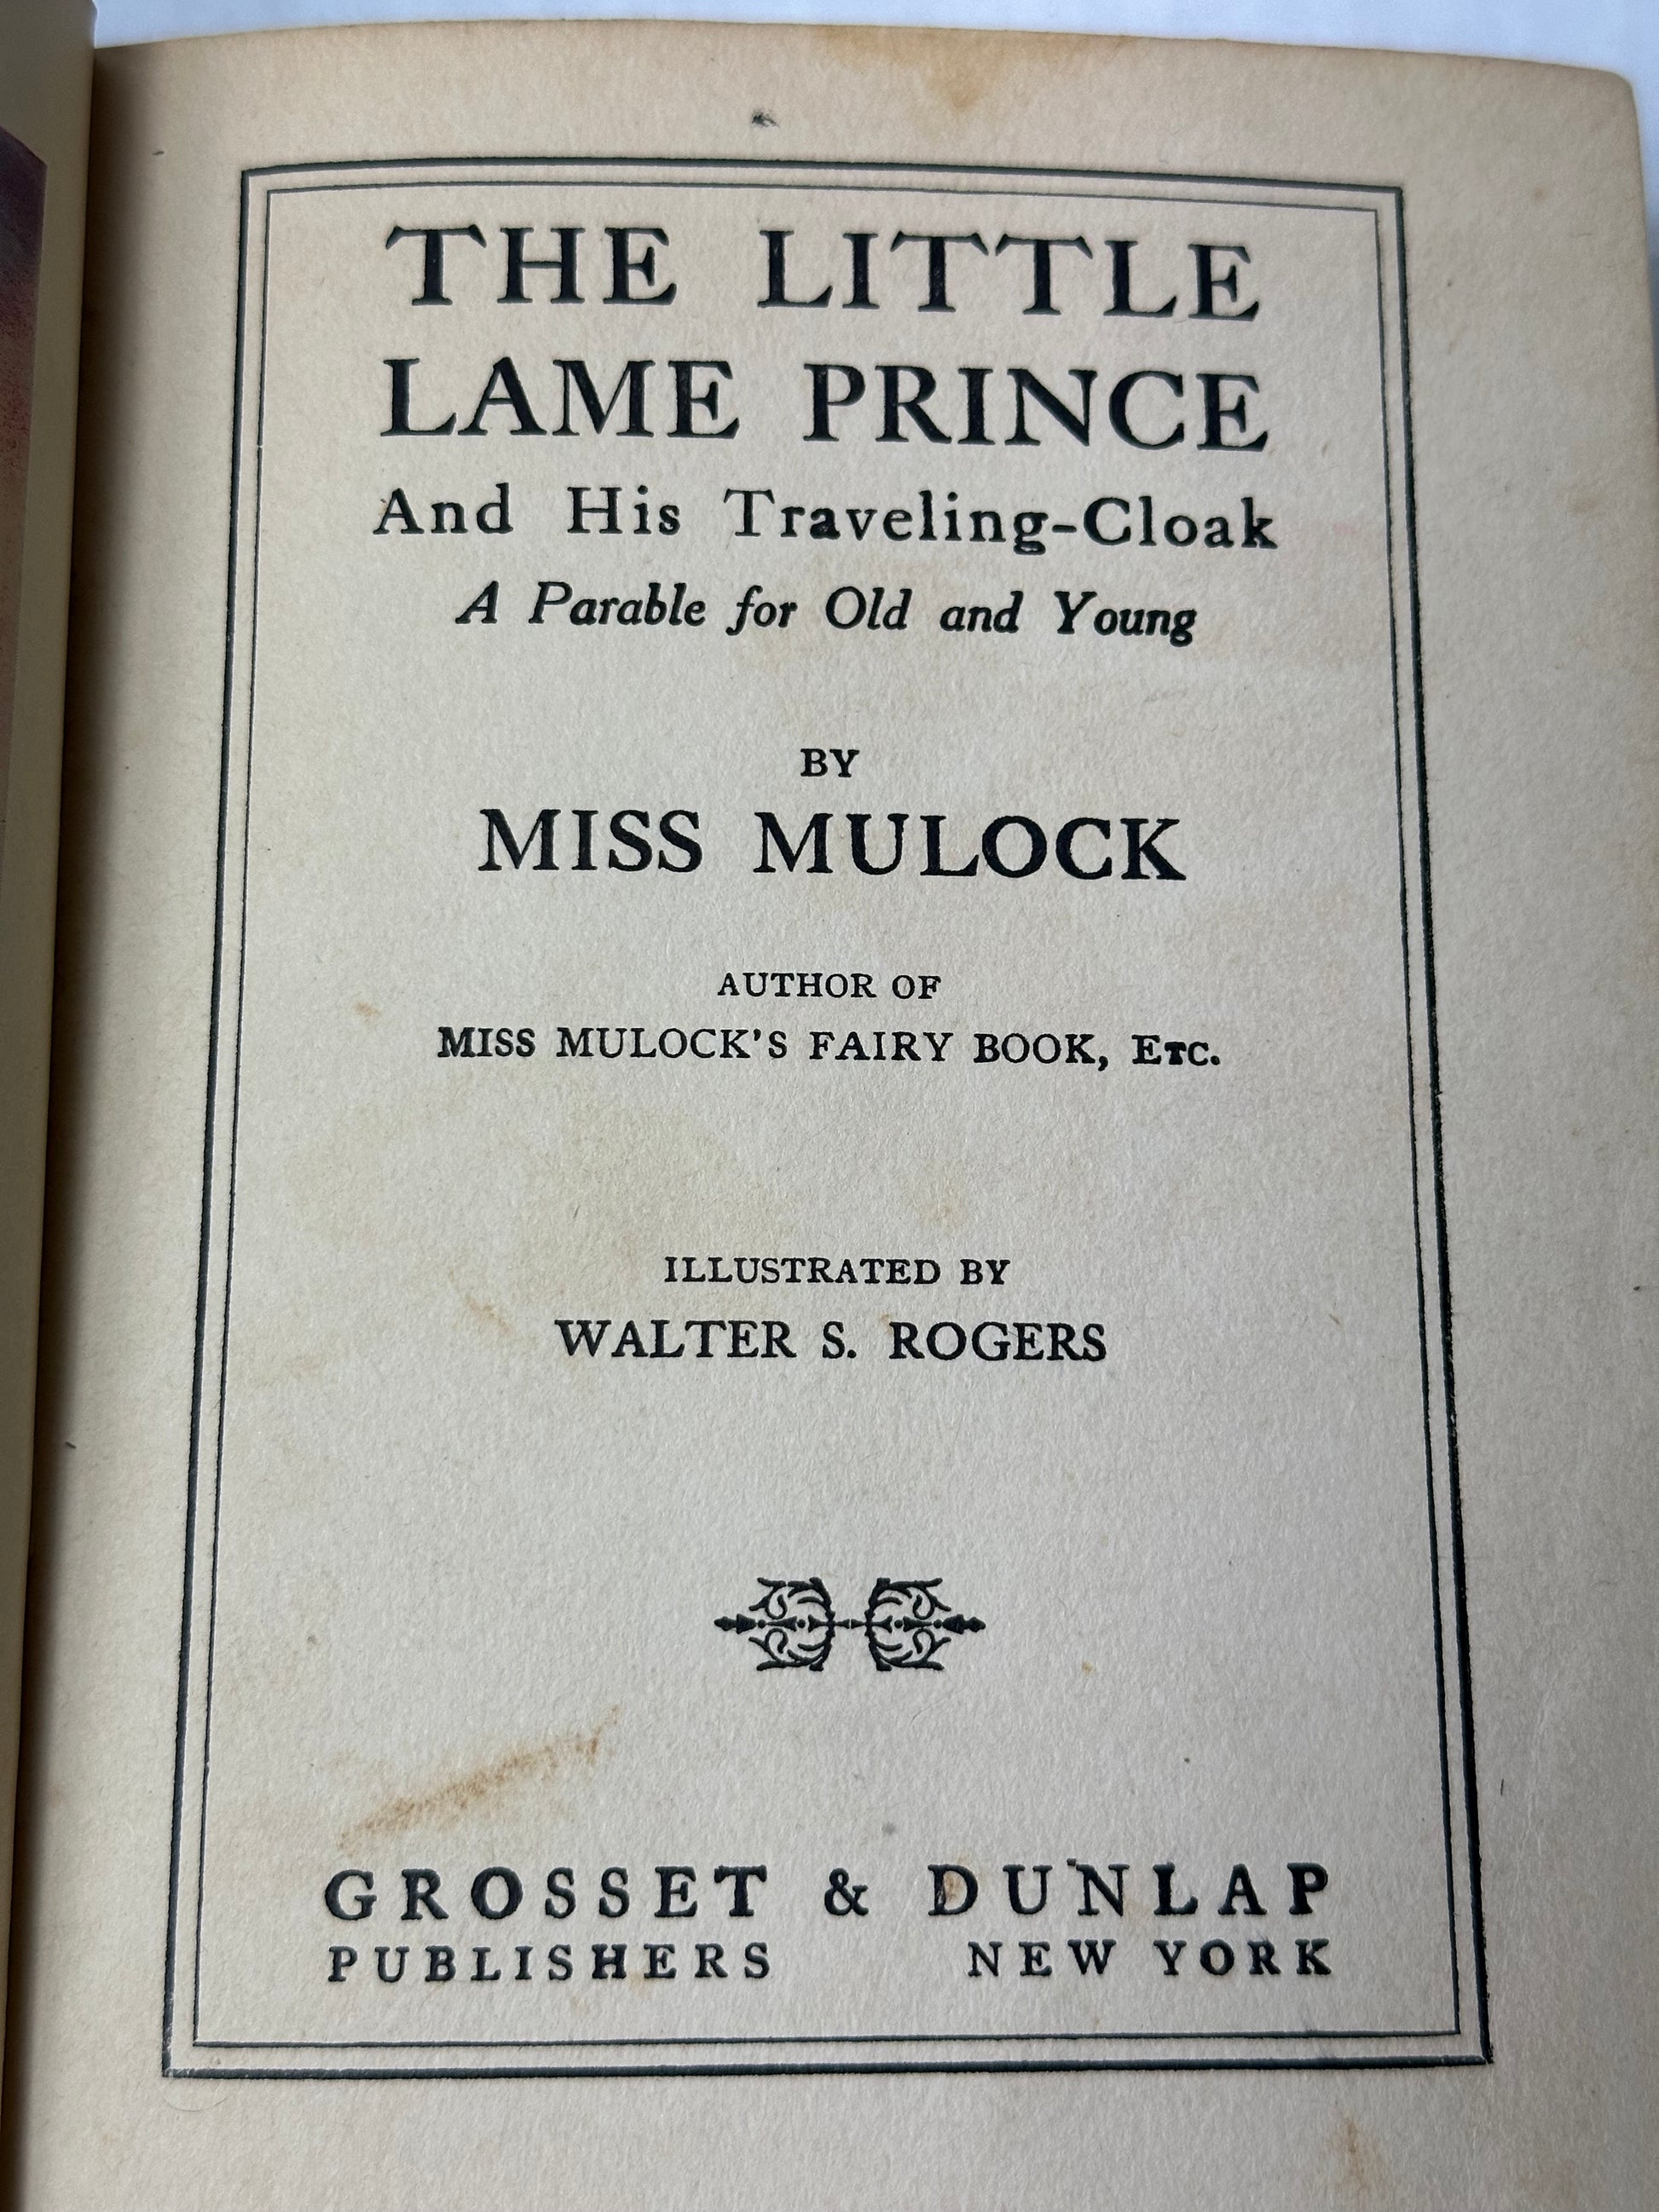 THE LITTLE
LAME PRINCE
And His Traveling-Cloak
A Parable for Old and Young
BY
MISS MULOCK
AUTHOR OF
MISS MULOCK'S FAIRY BOOK, ETC.
ILLUSTRATED BY
WALTER S. ROGERS
GROSSET & DUNLAP
PUBLISHERS NEW YORK